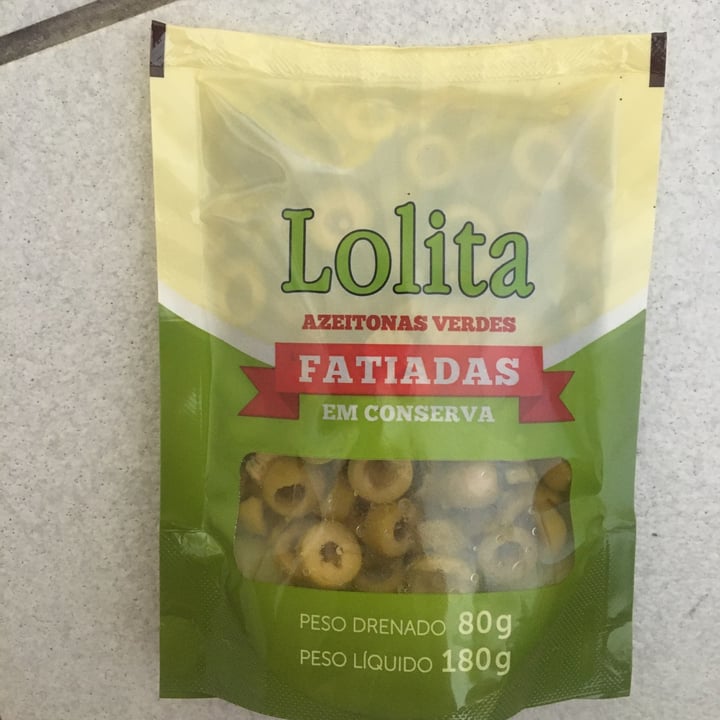 Lolita
AZEITONAS VERDES
FATIADAS
EM CONSERVA
PESO DRENADO 80g
PESO LÍQUIDO 180g